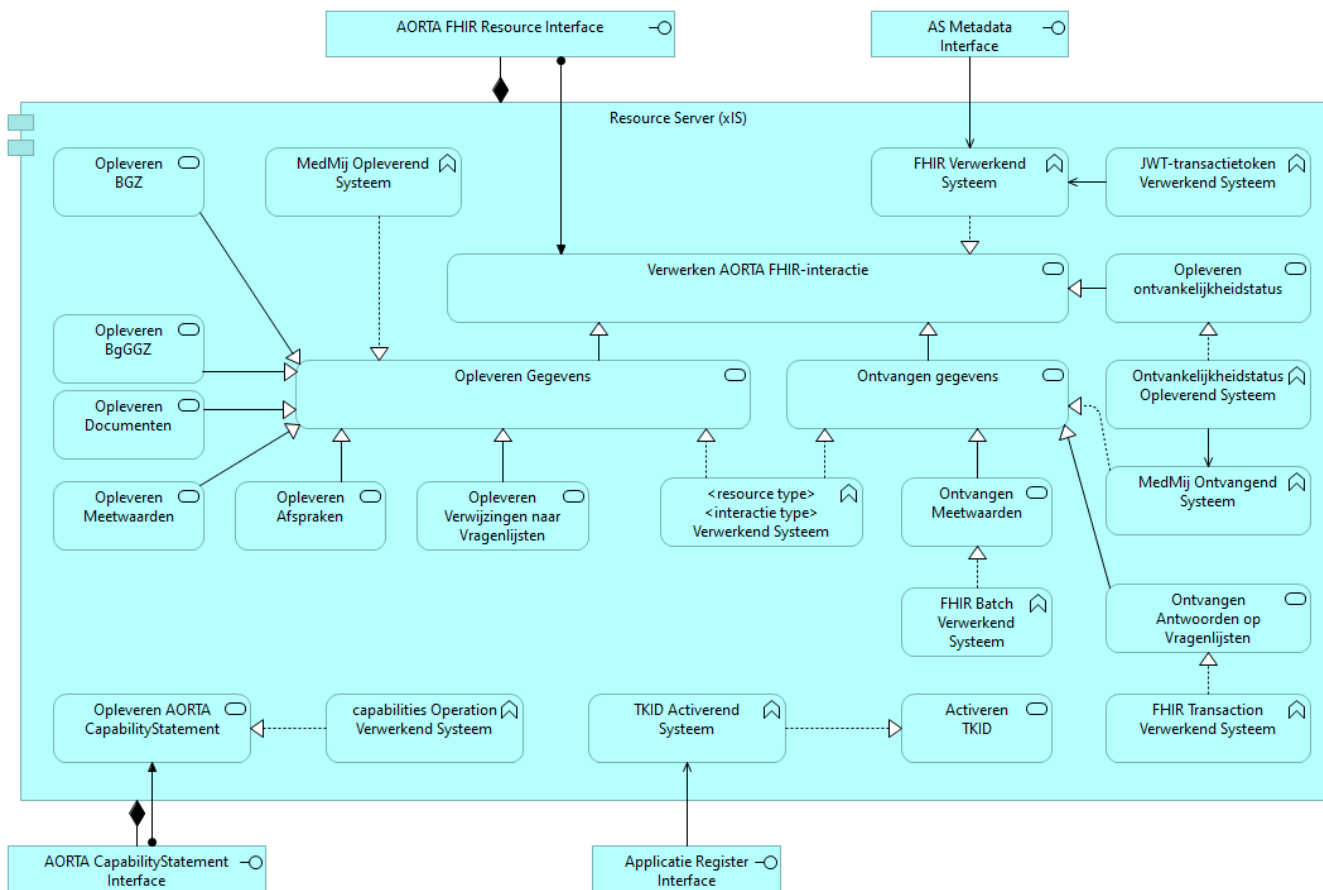 AORTA FHIR Resource Interface
AS Metadata
Interface
Resource Server (xIS)
Opleveren
BGZ
MedMij Opleverend
Systeem
FHIR Verwerkend
Systeem
JWT-transactietoken
Verwerkend Systeem
Verwerken AORTA FHIR-interactie
Opleveren
ontvankelijkheidstatus
Opleveren
BgGGZ
Opleveren Gegevens
Ontvangen gegevens
Ontvankelijkheidstatus
Opleverend Systeem
Opleveren
Documenten
Opleveren
Meetwaarden
Opleveren
Afspraken
Opleveren
Verwijzingen naar
Vragenlijsten
<resource type>
<interactie type>
Verwerkend Systeem
Ontvangen
Meetwaarden
MedMij Ontvangend
Systeem
FHIR Batch
Verwerkend
Systeem
Ontvangen
Antwoorden op
Vragenlijsten
Opleveren AORTA
CapabilityStatement
capabilities Operation
Verwerkend Systeem
TKID Activerend
Systeem
Activeren
TKID
FHIR Transaction
Verwerkend Systeem
AORTA CapabilityStatement
Interface
Applicatie Register
Interface